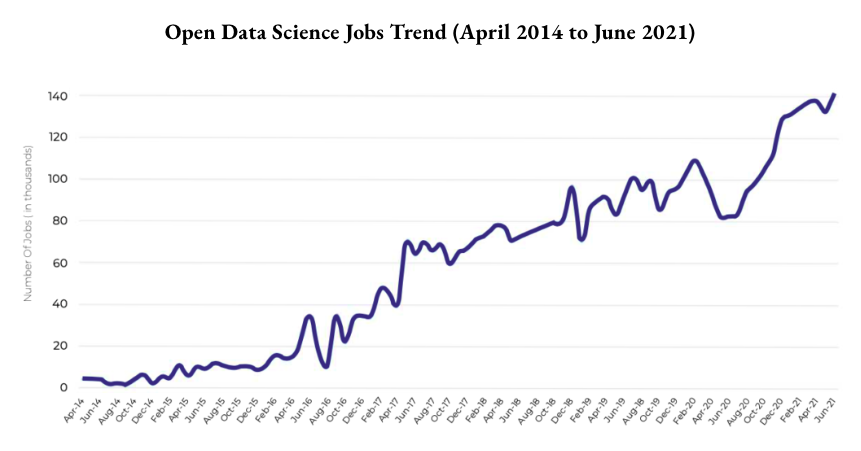 Open Data Science Jobs Trend (April 2014 to June 2021)
Number Of Jobs ( in thousands)
140
120
100
80
60
40
20
0
Apr-14
Jun-14
Aug-14
Oct-14
Dec-14
Feb-15
Apr-15
Jun-15
Aug-15
Oct-15
Dec-15
Feb-16
Apr-16
Jun-16
Aug-16
Oct-16
Dec-16
Feb-17
Apr-17
Jun-17
Aug-17
Oct-17
Dec-17
Feb-18
Apr-18
Jun-18
Aug-18
Oct-18
Dec-18
Feb-19
Apr-19
Jun-19
Aug-19
Oct-19
Dec-19
Feb-20
Apr-20
Jun-20
Aug-20
Oct-20
Dec-20
Feb-21
Apr-21
Jun-21